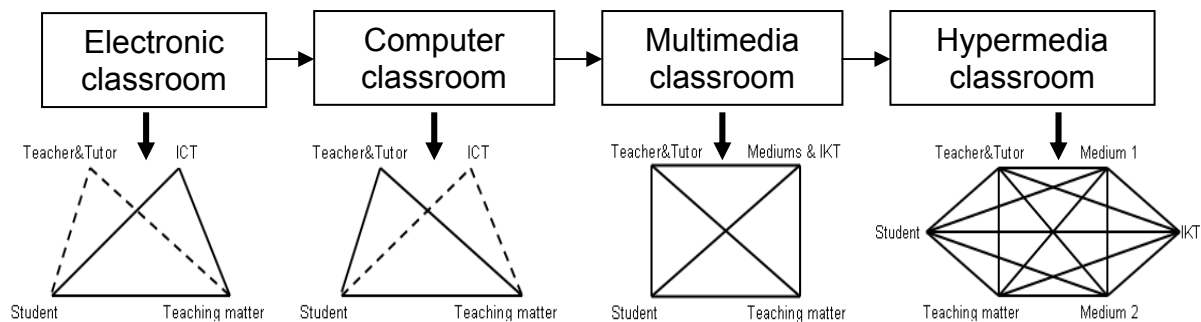 Electronic
classroom
Computer
classroom
Multimedia
classroom
Hypermedia
classroom
Teacher&Tutor
ICT
Student
Teaching matter
Teacher&Tutor
ICT
Student
Teaching matter
Teacher&Tutor
Mediums & IKT
Student
Teaching matter
Teacher&Tutor
Medium 1
Student
IKT
Teaching matter
Medium 2